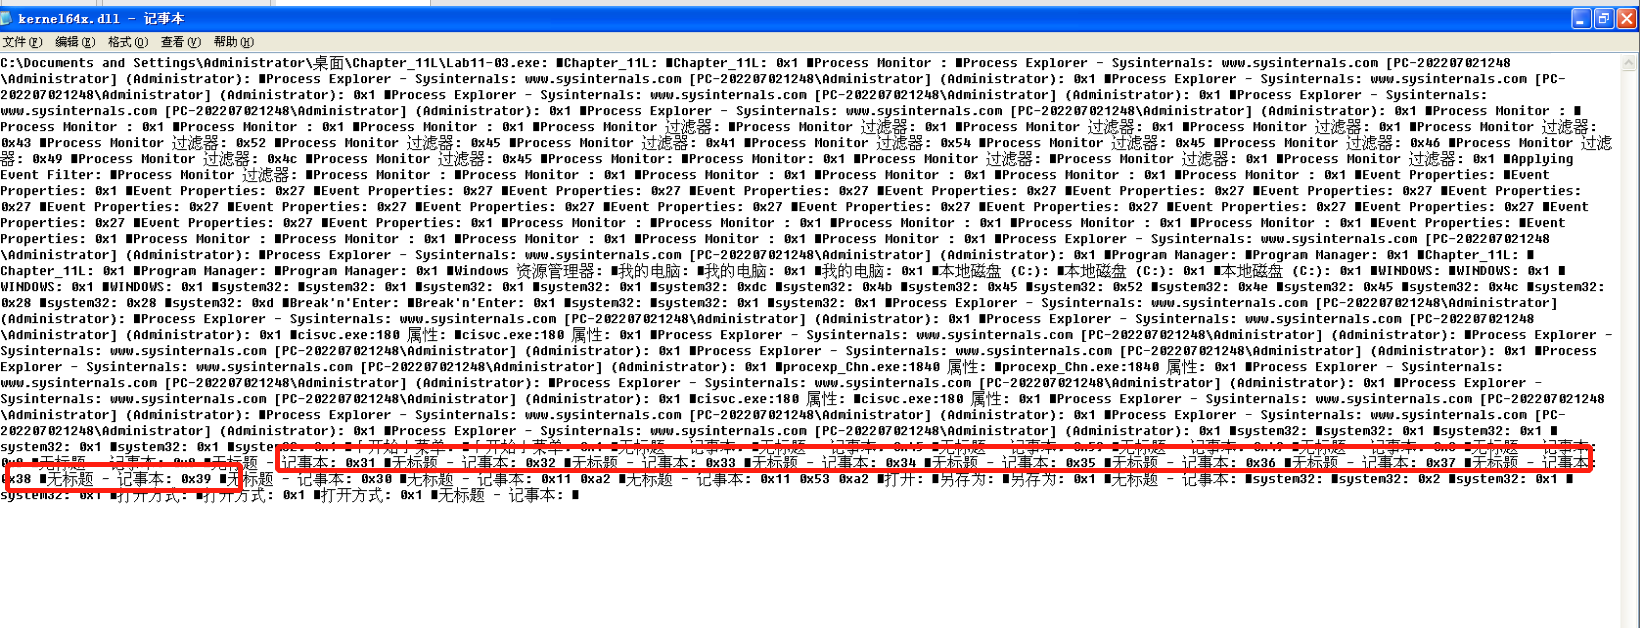 kernel64x.dll - 记事本
文件(F) 编辑(E) 格式(O) 查看(V) 帮助(H)
C:\Documents and Settings\Administrator\桌面\Chapter_11L\Lab11-03.exe: ■Chapter_11L: ■Chapter_11L: 0x1 ■Process Monitor : ■Process Explorer - Sysinternals: www.sysinternals.com [PC-202207021248
\Administrator] (Administrator): ■Process Explorer - Sysinternals: www.sysinternals.com [PC-202207021248\Administrator] (Administrator): 0x1 ■Process Explorer - Sysinternals: www.sysinternals.com [PC-
202207021248\Administrator] (Administrator): 0x1 ■Process Explorer - Sysinternals: www.sysinternals.com [PC-202207021248\Administrator] (Administrator): 0x1 ■Process Explorer - Sysinternals:
www.sysinternals.com [PC-202207021248\Administrator] (Administrator): 0x1 ■Process Explorer - Sysinternals: www.sysinternals.com [PC-202207021248\Administrator] (Administrator): 0x1 ■Process Monitor : ■
Process Monitor : 0x1 ■Process Monitor : 0x1 ■Process Monitor : 0x1 ■Process Monitor 过滤器: ■Process Monitor 过滤器: 0x1 ■Process Monitor 过滤器: 0x1 ■Process Monitor 过滤器: 0x1 ■Process Monitor 过滤器:
0x43 ■Process Monitor 过滤器: 0x52 ■Process Monitor 过滤器: 0x45 ■Process Monitor 过滤器: 0x41 ■Process Monitor 过滤器: 0x54 ■Process Monitor 过滤器: 0x45 ■Process Monitor 过滤器: 0x46 ■Process Monitor 过滤
器: 0x49 ■Process Monitor 过滤器: 0x4c ■Process Monitor 过滤器: 0x45 ■Process Monitor: ■Process Monitor: 0x1 ■Process Monitor 过滤器: ■Process Monitor 过滤器: 0x1 ■Process Monitor 过滤器: 0x1 ■Applying
Event Filter: ■Process Monitor 过滤器: ■Process Monitor : ■Process Monitor : 0x1 ■Process Monitor : 0x1 ■Process Monitor : 0x1 ■Process Monitor : 0x1 ■Process Monitor : 0x1 ■Event Properties: ■Event
Properties: 0x1 ■Event Properties: 0x27 ■Event Properties: 0x27 ■Event Properties: 0x27 ■Event Properties: 0x27 ■Event Properties: 0x27 ■Event Properties: 0x27 ■Event Properties: 0x27 ■Event Properties:
0x27 ■Event Properties: 0x27 ■Event Properties: 0x27 ■Event Properties: 0x27 ■Event Properties: 0x27 ■Event Properties: 0x27 ■Event Properties: 0x27 ■Event Properties: 0x27 ■Event Properties: 0x27 ■Event
Properties: 0x27 ■Event Properties: 0x27 ■Event Properties: 0x1 ■Process Monitor : ■Process Monitor : 0x1 ■Process Monitor : 0x1 ■Process Monitor : 0x1 ■Process Monitor : 0x1 ■Event Properties: ■Event
Properties: 0x1 ■Process Monitor : ■Process Monitor : 0x1 ■Process Monitor : 0x1 ■Process Monitor : 0x1 ■Process Monitor : 0x1 ■Process Explorer - Sysinternals: www.sysinternals.com [PC-202207021248
\Administrator] (Administrator): ■Process Explorer - Sysinternals: www.sysinternals.com [PC-202207021248\Administrator] (Administrator): 0x1 ■Program Manager: ■Program Manager: 0x1 ■Chapter_11L: ■
Chapter_11L: 0x1 ■Program Manager: ■Program Manager: 0x1 ■Windows 资源管理器: ■我的电脑: ■我的电脑: 0x1 ■我的电脑: 0x1 ■本地磁盘 (C:): ■本地磁盘 (C:): 0x1 ■本地磁盘 (C:): 0x1 ■WINDOWS: ■WINDOWS: 0x1 ■
WINDOWS: 0x1 ■WINDOWS: 0x1 ■system32: ■system32: 0x1 ■system32: 0x1 ■system32: 0x1 ■system32: 0xdc ■system32: 0x4b ■system32: 0x45 ■system32: 0x52 ■system32: 0x4e ■system32: 0x45 ■system32: 0x4c ■system32:
0x28 ■system32: 0x28 ■system32: 0xd ■Break'n'Enter: ■Break'n'Enter: 0x1 ■system32: ■system32: 0x1 ■system32: 0x1 ■Process Explorer - Sysinternals: www.sysinternals.com [PC-202207021248\Administrator]
(Administrator): ■Process Explorer - Sysinternals: www.sysinternals.com [PC-202207021248\Administrator] (Administrator): 0x1 ■Process Explorer - Sysinternals: www.sysinternals.com [PC-202207021248
\Administrator] (Administrator): 0x1 ■cisvc.exe:180 属性: ■cisvc.exe:180 属性: 0x1 ■Process Explorer - Sysinternals: www.sysinternals.com [PC-202207021248\Administrator] (Administrator): ■Process Explorer -
Sysinternals: www.sysinternals.com [PC-202207021248\Administrator] (Administrator): 0x1 ■Process Explorer - Sysinternals: www.sysinternals.com [PC-202207021248\Administrator] (Administrator): 0x1 ■Process
Explorer - Sysinternals: www.sysinternals.com [PC-202207021248\Administrator] (Administrator): 0x1 ■procexp_Chn.exe:1840 属性: ■procexp_Chn.exe:1840 属性: 0x1 ■Process Explorer - Sysinternals:
www.sysinternals.com [PC-202207021248\Administrator] (Administrator): ■Process Explorer - Sysinternals: www.sysinternals.com [PC-202207021248\Administrator] (Administrator): 0x1 ■Process Explorer -
Sysinternals: www.sysinternals.com [PC-202207021248\Administrator] (Administrator): 0x1 ■cisvc.exe:180 属性: ■cisvc.exe:180 属性: 0x1 ■Process Explorer - Sysinternals: www.sysinternals.com [PC-202207021248
\Administrator] (Administrator): ■Process Explorer - Sysinternals: www.sysinternals.com [PC-202207021248\Administrator] (Administrator): 0x1 ■Process Explorer - Sysinternals: www.sysinternals.com [PC-
202207021248\Administrator] (Administrator): 0x1 ■Process Explorer - Sysinternals: www.sysinternals.com [PC-202207021248\Administrator] (Administrator): 0x1 ■system32: ■system32: 0x1 ■system32: 0x1 ■
system32: 0x1 ■system32: 0x1
无标题 - 记事本: 0x31 ■无标题 - 记事本: 0x32 ■无标题 - 记事本: 0x33 ■无标题 - 记事本: 0x34 ■无标题 - 记事本: 0x35 ■无标题 - 记事本: 0x36 ■无标题 - 记事本: 0x37 ■无标题 - 记事本:
0x38 ■无标题 - 记事本: 0x39 ■无标题 - 记事本: 0x30 ■无标题 - 记事本: 0x11 0xa2 ■无标题 - 记事本: 0x11 0x53 0xa2 ■打开: ■另存为: ■另存为: 0x1 ■无标题 - 记事本: ■system32: ■system32: 0x2 ■system32: 0x1 ■
system32: 0x1 ■打开方式: ■打开方式: 0x1 ■打开方式: 0x1 ■无标题 - 记事本: ■